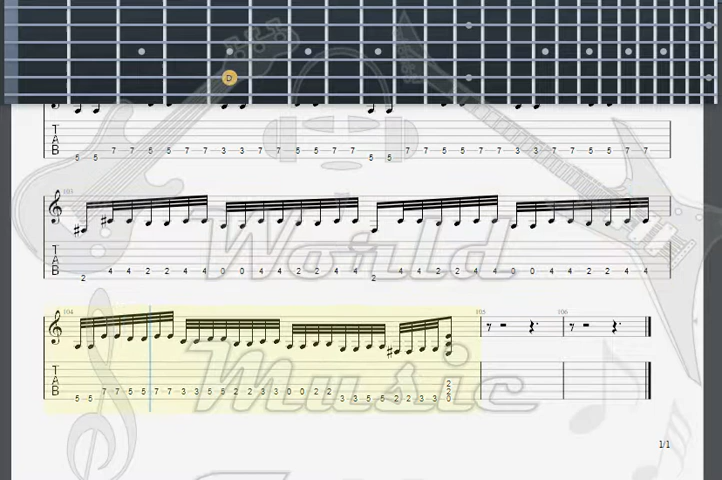 D
T
A
B
7 7 5 5 7 7 3 3 7 7 5 5 7 7 7 7 5 5 7 7 3 3 7 7 5 5 7 7
5 5 5 5
103
T
A
B
4 4 2 2 4 4 0 0 4 4 2 2 4 4 4 4 2 2 4 4 0 0 4 4 2 2 4 4
2 2
World
104 105 106
T
A
B
2
7 7 5 5 7 7 3 3 5 5 2 2 3 3 0 0 2 2 2
5 5 3 3 5 5 2 2 3 3 0
Music
1/1